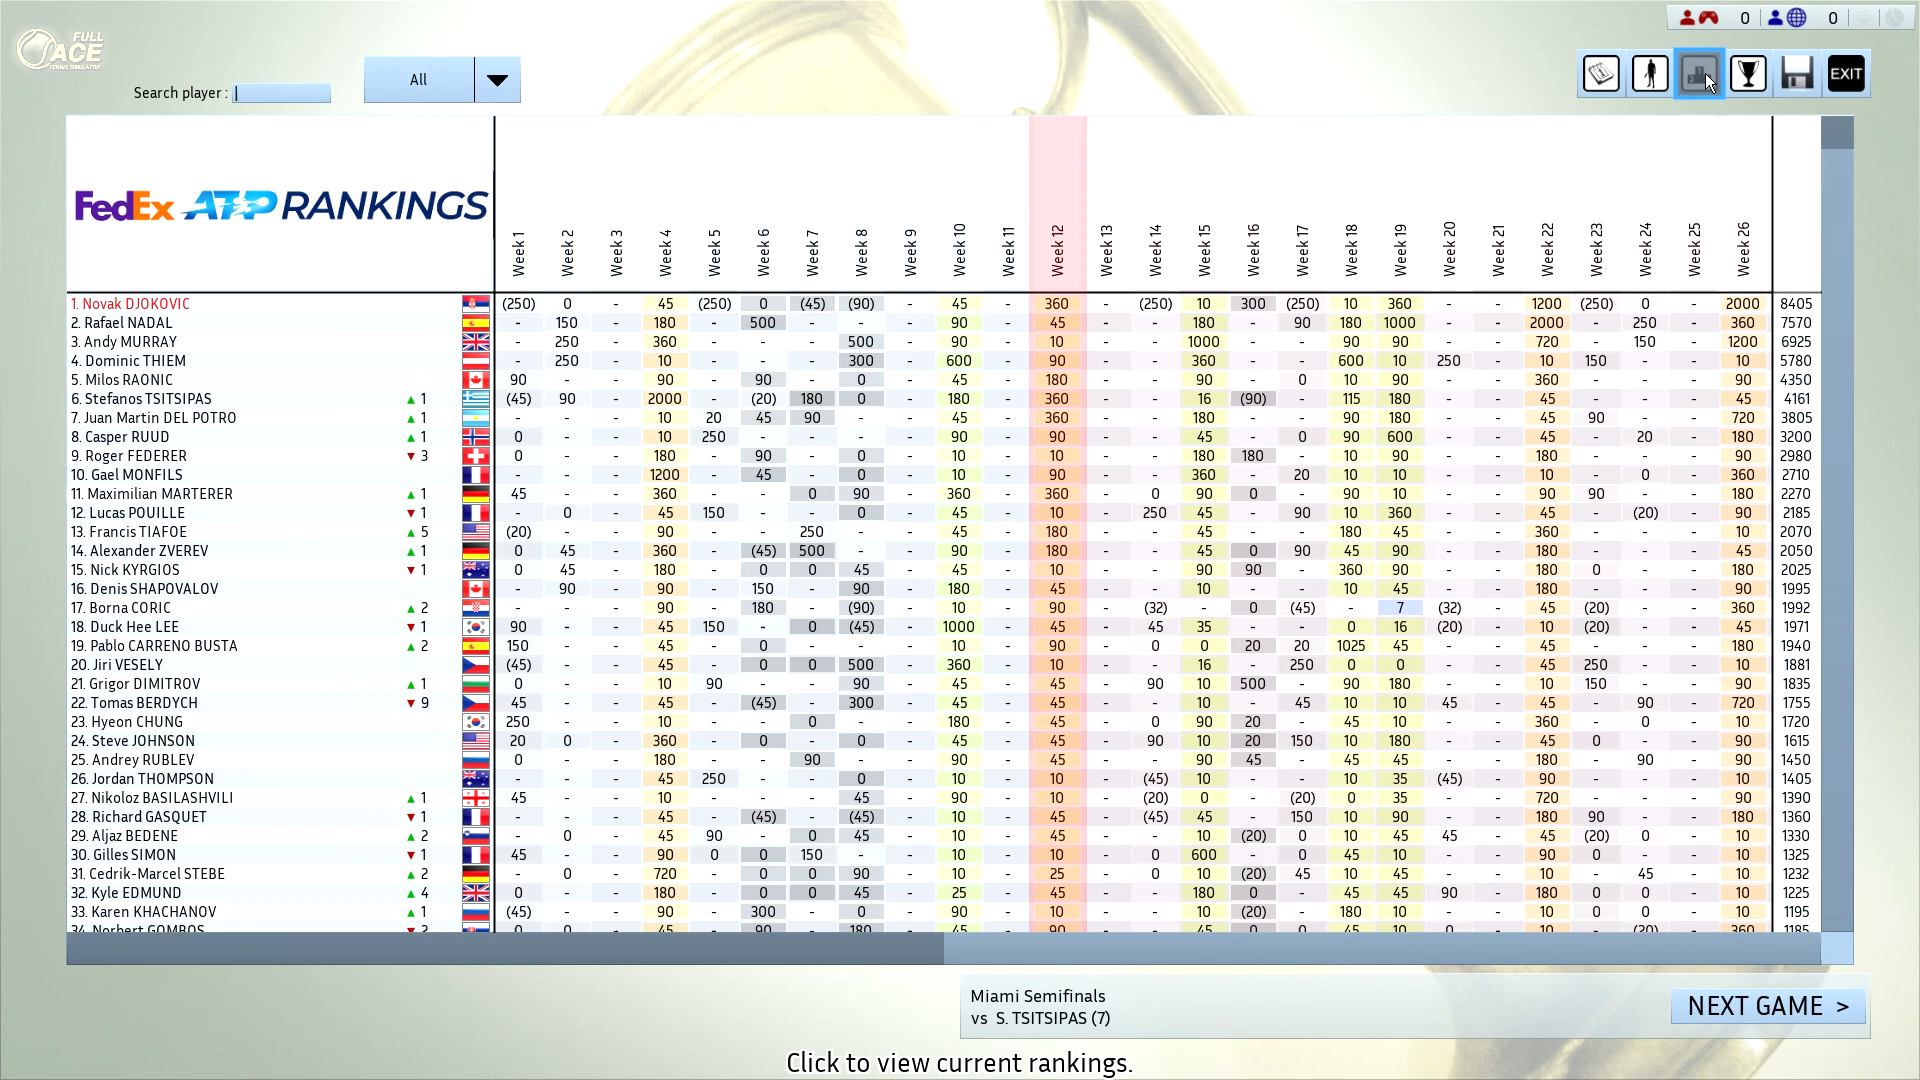 FULL
ACE
TENNIS SIMULATOR
0 0
Search player :
All
EXIT
FedEx ATP RANKINGS
Week 1 Week 2 Week 3 Week 4 Week 5 Week 6 Week 7 Week 8 Week 9 Week 10 Week 11 Week 12 Week 13 Week 14 Week 15 Week 16 Week 17 Week 18 Week 19 Week 20 Week 21 Week 22 Week 23 Week 24 Week 25 Week 26
1. Novak DJOKOVIC (250) 0 - 45 (250) 0 (45) (90) - 45 - 360 - (250) 10 300 (250) 10 360 - - 1200 (250) 0 - 2000 8405
2. Rafael NADAL - 150 - 180 - 500 - - - 90 - 45 - - 180 - 90 180 1000 - - 2000 - 250 - 360 7570
3. Andy MURRAY - 250 - 360 - - - 500 - 90 - 10 - - 1000 - - 90 90 - - 720 - 150 - 1200 6925
4. Dominic THIEM - 250 - 10 - - - 300 - 600 - 90 - - 360 - - 600 10 250 - 10 150 - - 10 5780
5. Milos RAONIC 90 - - 90 - 90 - 0 - 45 - 180 - - 90 - 0 10 90 - - 360 - - - 90 4350
6. Stefanos TSITSIPAS 1 (45) 90 - 2000 - (20) 180 0 - 180 - 360 - - 16 (90) - 115 180 - - 45 - - - 45 4161
7. Juan Martin DEL POTRO 1 - - - 10 20 45 90 - - 45 - 360 - - 180 - - 90 180 - - 45 90 - - 720 3805
8. Casper RUUD 1 0 - - 10 250 - - - - 90 - 90 - - 45 - 0 90 600 - - 45 - 20 - 180 3200
9. Roger FEDERER 3 0 - - 180 - 90 - 0 - 10 - 10 - - 180 180 - 10 90 - - 180 - - - 90 2980
10. Gael MONFILS - - - 1200 - 45 - 0 - 10 - 90 - - 360 - 20 10 10 - - 10 - 0 - 360 2710
11. Maximilian MARTERER 1 45 - - 360 - - 0 90 - 360 - 360 - 0 90 0 - 90 10 - - 90 90 - - 180 2270
12. Lucas POUILLE 1 - 0 - 45 150 - - 0 - 45 - 10 - 250 45 - 90 10 360 - - 45 - (20) - 90 2185
13. Francis TIAFOE 5 (20) - - 90 - - 250 - - 45 - 180 - - 45 - - 180 45 - - 360 - - - 10 2070
14. Alexander ZVEREV 1 0 45 - 360 - (45) 500 - - 90 - 180 - - 45 0 90 45 90 - - 180 - - - 45 2050
15. Nick KYRGIOS 1 0 45 - 180 - 0 0 45 - 45 - 10 - - 90 90 - 360 90 - - 180 0 - - 180 2025
16. Denis SHAPOVALOV - 90 - 90 - 150 - 90 - 180 - 45 - - 10 - - 10 45 - - 180 - - - 90 1995
17. Borna CORIC 2 - - - 90 - 180 - (90) - 10 - 90 - (32) - 0 (45) - 7 (32) - 45 (20) - - 360 1992
18. Duck Hee LEE 1 90 - - 45 150 - 0 (45) - 1000 - 45 - 45 35 - - 0 16 (20) - 10 (20) - - 45 1971
19. Pablo CARRENO BUSTA 2 150 - - 45 - 0 - - - 10 - 90 - 0 0 20 20 1025 45 - - 45 - - - 180 1940
20. Jiri VESELY (45) - - 45 - 0 0 500 - 360 - 45 - - 16 - 250 0 0 - - 45 250 - - 10 1881
21. Grigor DIMITROV 1 0 - - 10 90 - - 90 - 45 - 45 - 90 10 500 - 90 180 - - 10 150 - - 90 1835
22. Tomas BERDYCH 9 45 - - 45 - (45) - 300 - 45 - 45 - - 10 - 45 10 10 45 - 45 - 90 - 720 1755
23. Hyeon CHUNG 250 - - 10 - - 0 - - 180 - 45 - 0 90 20 - 45 10 - - 360 - 0 - 10 1720
24. Steve JOHNSON 20 0 - 360 - 0 - 0 - 45 - 45 - 90 10 20 150 10 180 - - 45 0 - - 90 1615
25. Andrey RUBLEV 0 - - 180 - - 90 - - 90 - 45 - - 90 45 - 45 45 - - 180 - 90 - 10 1450
26. Jordan THOMPSON - - - 45 250 - - 0 - 10 - 10 - (45) 10 - - 10 35 (45) - 90 - - - 10 1405
27. Nikoloz BASILASHVILI 1 45 - - 10 - - - 45 - 90 - 10 - (20) 0 - (20) 0 35 - - 720 - - - 90 1390
28. Richard GASQUET 1 - - - 45 - (45) - (45) - 10 - 45 - (45) 45 - 150 10 90 - - 180 90 - - 180 1360
29. Aljaz BEDENE 2 - 0 - 45 90 - 0 45 - 10 - 45 - - 10 (20) 0 10 45 45 - 45 (20) 0 - 10 1330
30. Gilles SIMON 1 45 - - 90 0 0 150 - - 10 - 10 - 0 600 - 0 45 10 - - 90 0 - - 10 1325
31. Cedrik-Marcel STEBE 2 - 0 - 720 - 0 0 90 - 10 - 25 - 0 10 (20) 45 10 45 - - 10 - 45 - 10 1232
32. Kyle EDMUND 4 0 - - 180 - 0 0 45 - 25 - 45 - - 180 0 - 45 45 90 - 180 0 0 - 10 1225
33. Karen KHACHANOV 1 (45) - - 90 - 300 - 0 - 90 - 10 - - 10 (20) - 180 10 - - 10 0 0 - 10 1195
34. Norbert GOMBOS 2 0 0 - 45 - 90 - 180 - 45 - 90 - - 45 0 0 45 10 0 - 10 - (20) - 360 1185
Miami Semifinals
vs S. TSITSIPAS (7)
NEXT GAME >
Click to view current rankings.